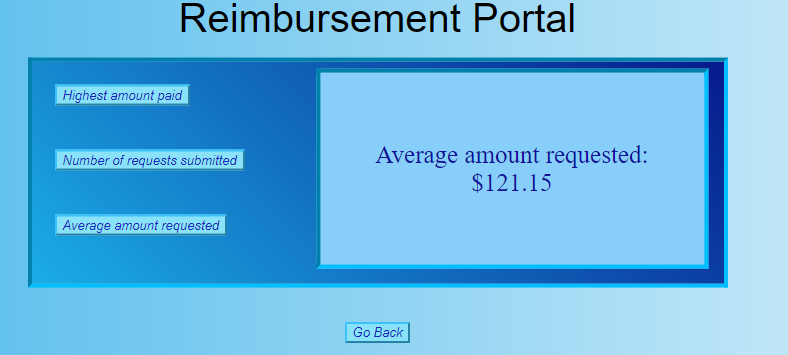 Reimbursement Portal
Highest amount paid
Number of requests submitted
Average amount requested
Average amount requested:
$121.15
Go Back